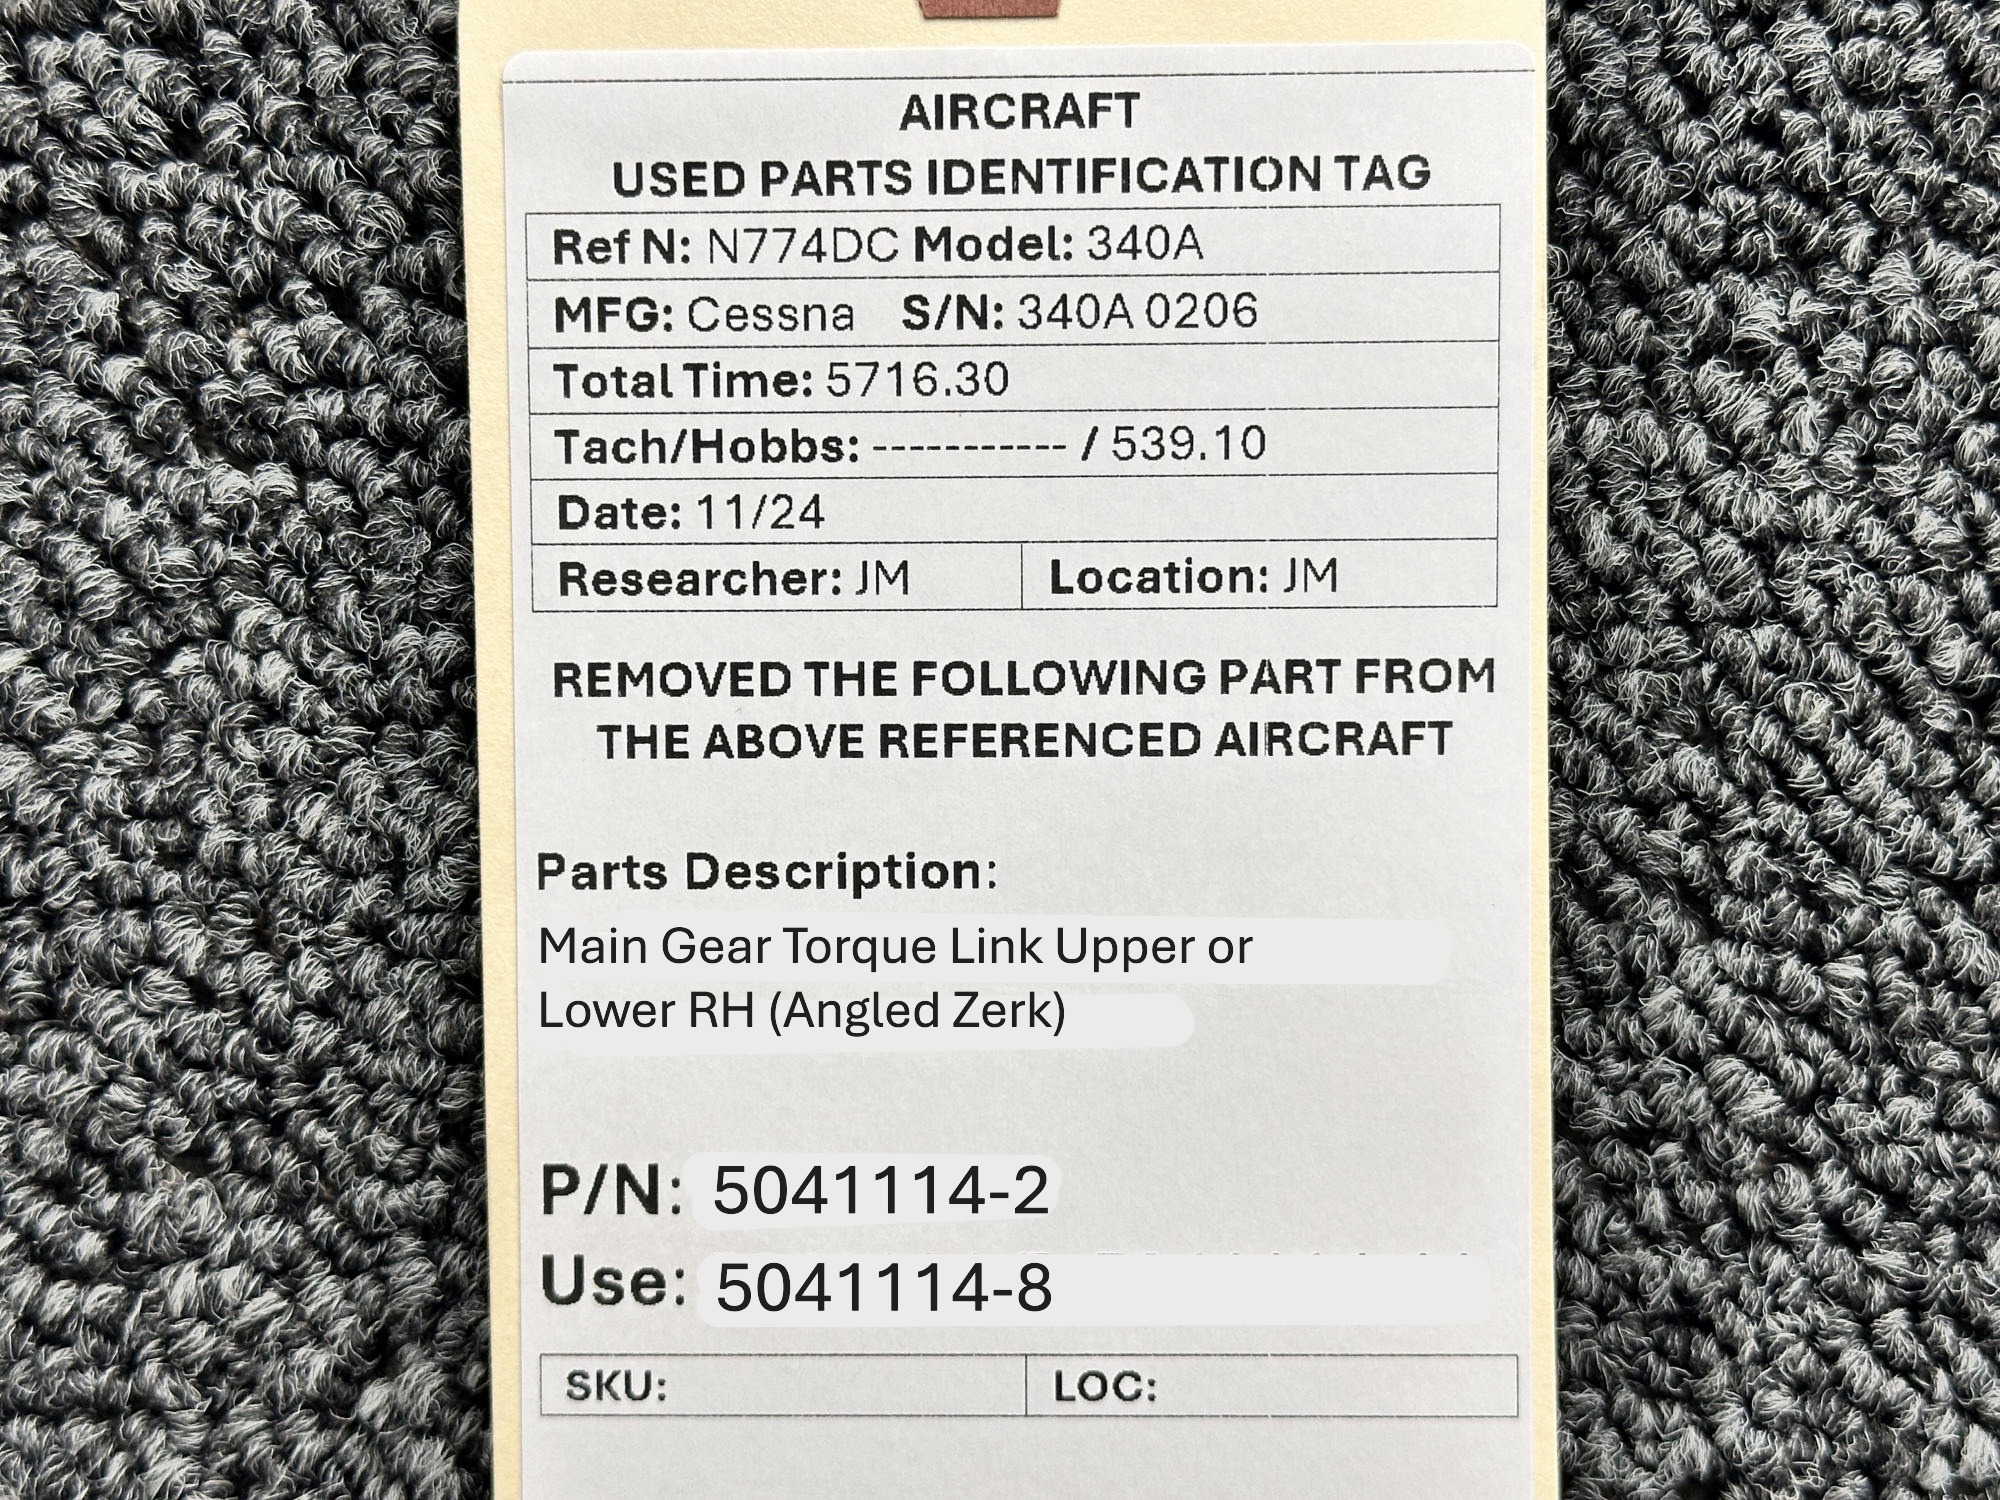 AIRCRAFT
USED PARTS IDENTIFICATION TAG
Ref N: N774DC Model: 340A
MFG: Cessna S/N: 340A 0206
Total Time: 5716.30
Tach/Hobbs: ----------- / 539.10
Date: 11/24
Researcher: JM Location: JM
REMOVED THE FOLLOWING PART FROM
THE ABOVE REFERENCED AIRCRAFT
Parts Description:
Main Gear Torque Link Upper or
Lower RH (Angled Zerk)
P/N: 5041114-2
Use: 5041114-8
SKU: LOC: